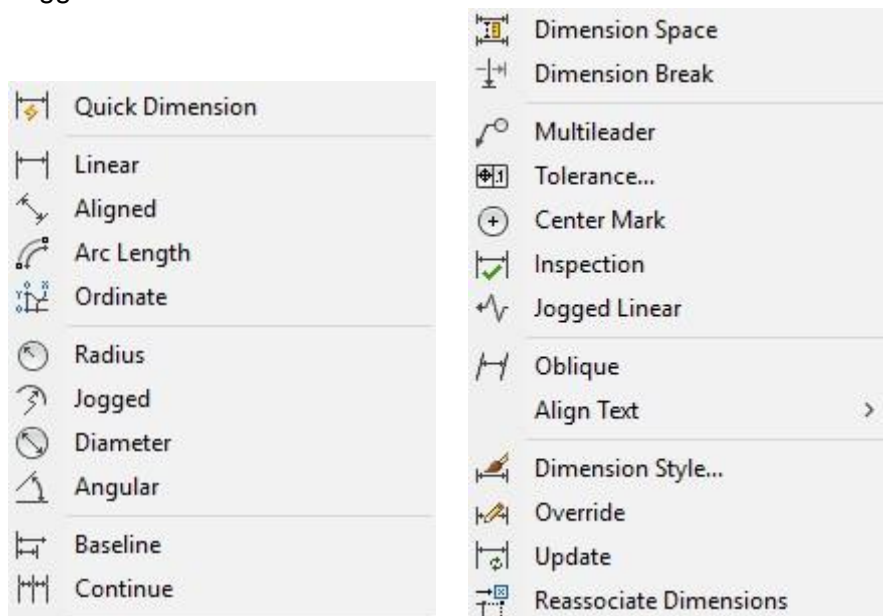 Quick Dimension
Linear
Aligned
Arc Length
Ordinate
Radius
Jogged
Diameter
Angular
Baseline
Continue
Dimension Space
Dimension Break
Multileader
Tolerance...
Center Mark
Inspection
Jogged Linear
Oblique
Align Text
Dimension Style...
Override
Update
Reassociate Dimensions